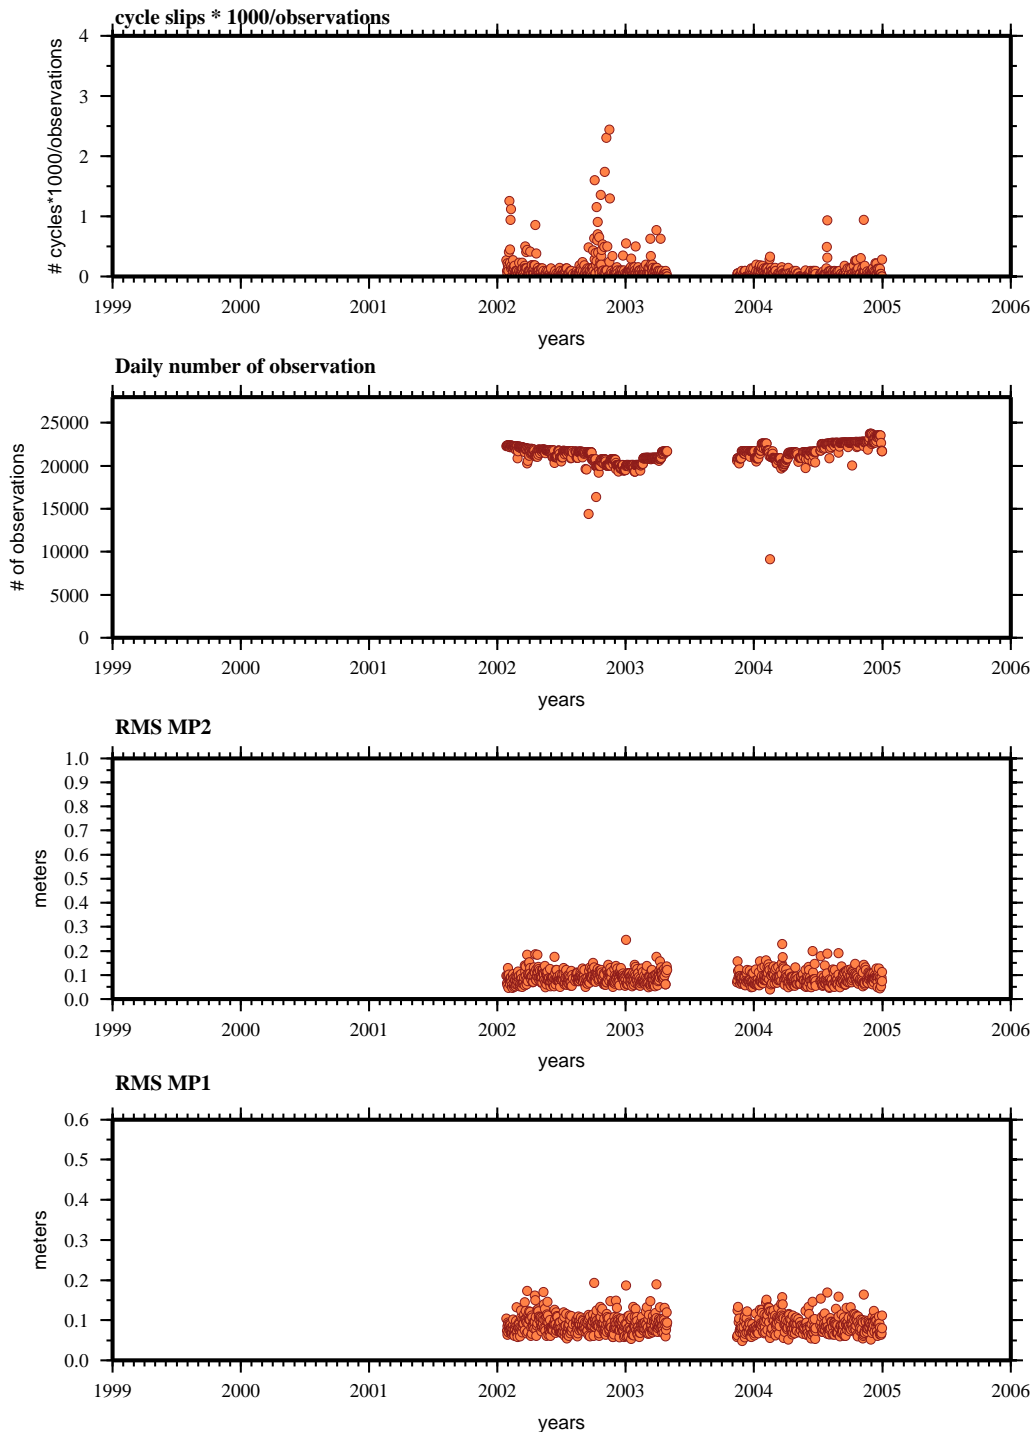 cycle slips * 1000/observations
# cycles*1000/observations
4
3
2
1
0
1999 2000 2001 2002 2003 2004 2005 2006
years
Daily number of observation
# of observations
25000
20000
15000
10000
5000
0
1999 2000 2001 2002 2003 2004 2005 2006
years
RMS MP2
meters
1.0
0.9
0.8
0.7
0.6
0.5
0.4
0.3
0.2
0.1
0.0
1999 2000 2001 2002 2003 2004 2005 2006
years
RMS MP1
meters
0.6
0.5
0.4
0.3
0.2
0.1
0.0
1999 2000 2001 2002 2003 2004 2005 2006
years